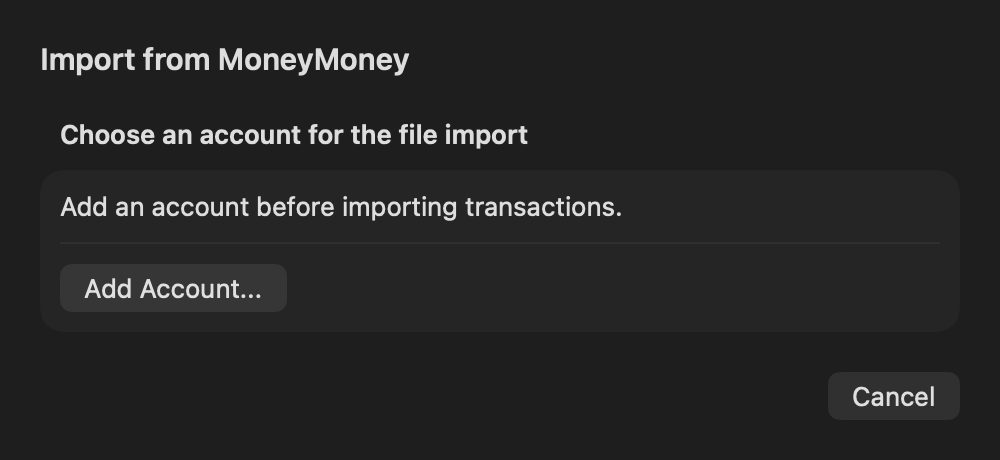 Import from MoneyMoney
Choose an account for the file import
Add an account before importing transactions.
Add Account...
Cancel